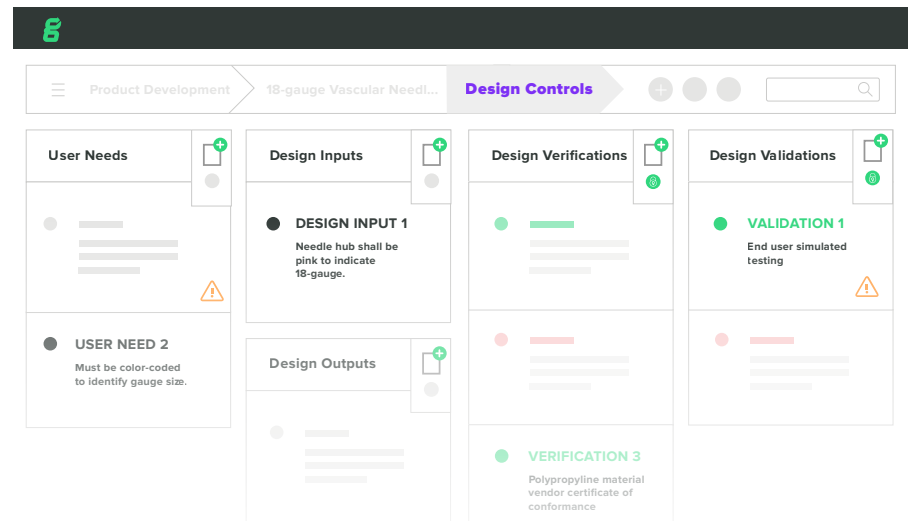 Product Development
18-gauge Vascular Needl...
Design Controls
User Needs
USER NEED 2
Must be color-coded
to identify gauge size.
Design Inputs
DESIGN INPUT 1
Needle hub shall be
pink to indicate
18-gauge.
Design Outputs
Design Verifications
VERIFICATION 3
Polypropyline material
vendor certificate of
conformance
Design Validations
VALIDATION 1
End user simulated
testing